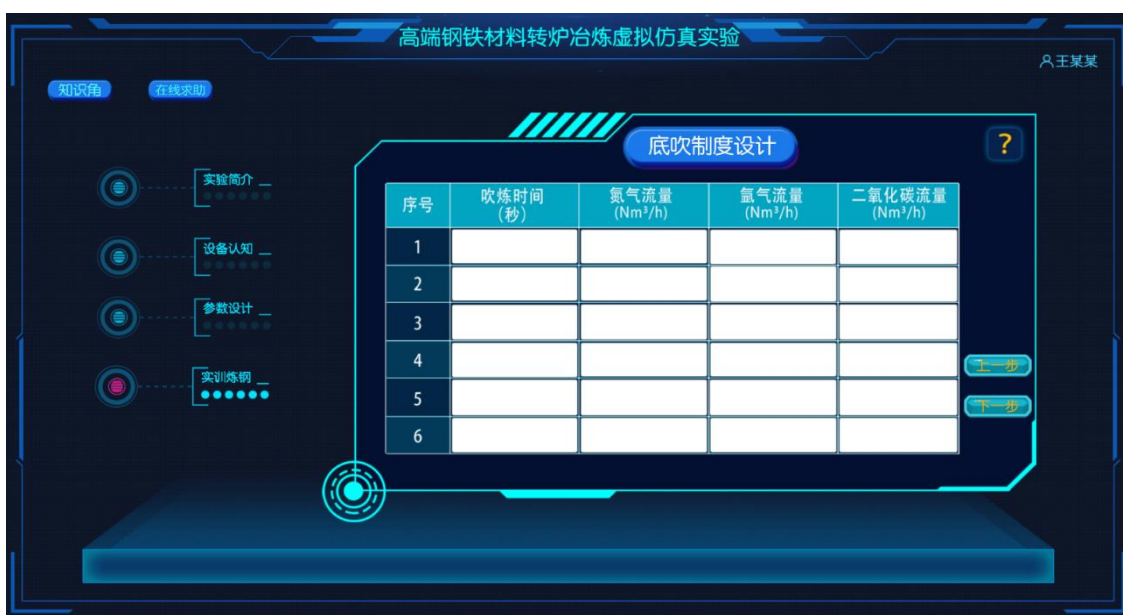 高端钢铁材料转炉冶炼虚拟仿真实验
王某某
知识角
在线求助
底吹制度设计
?
实验简介
设备认知
参数设计
实训炼钢
序号
吹炼时间
(秒)
氮气流量
(Nm³/h)
氩气流量
(Nm³/h)
二氧化碳流量
(Nm³/h)
1
2
3
4
5
6
上一步
下一步